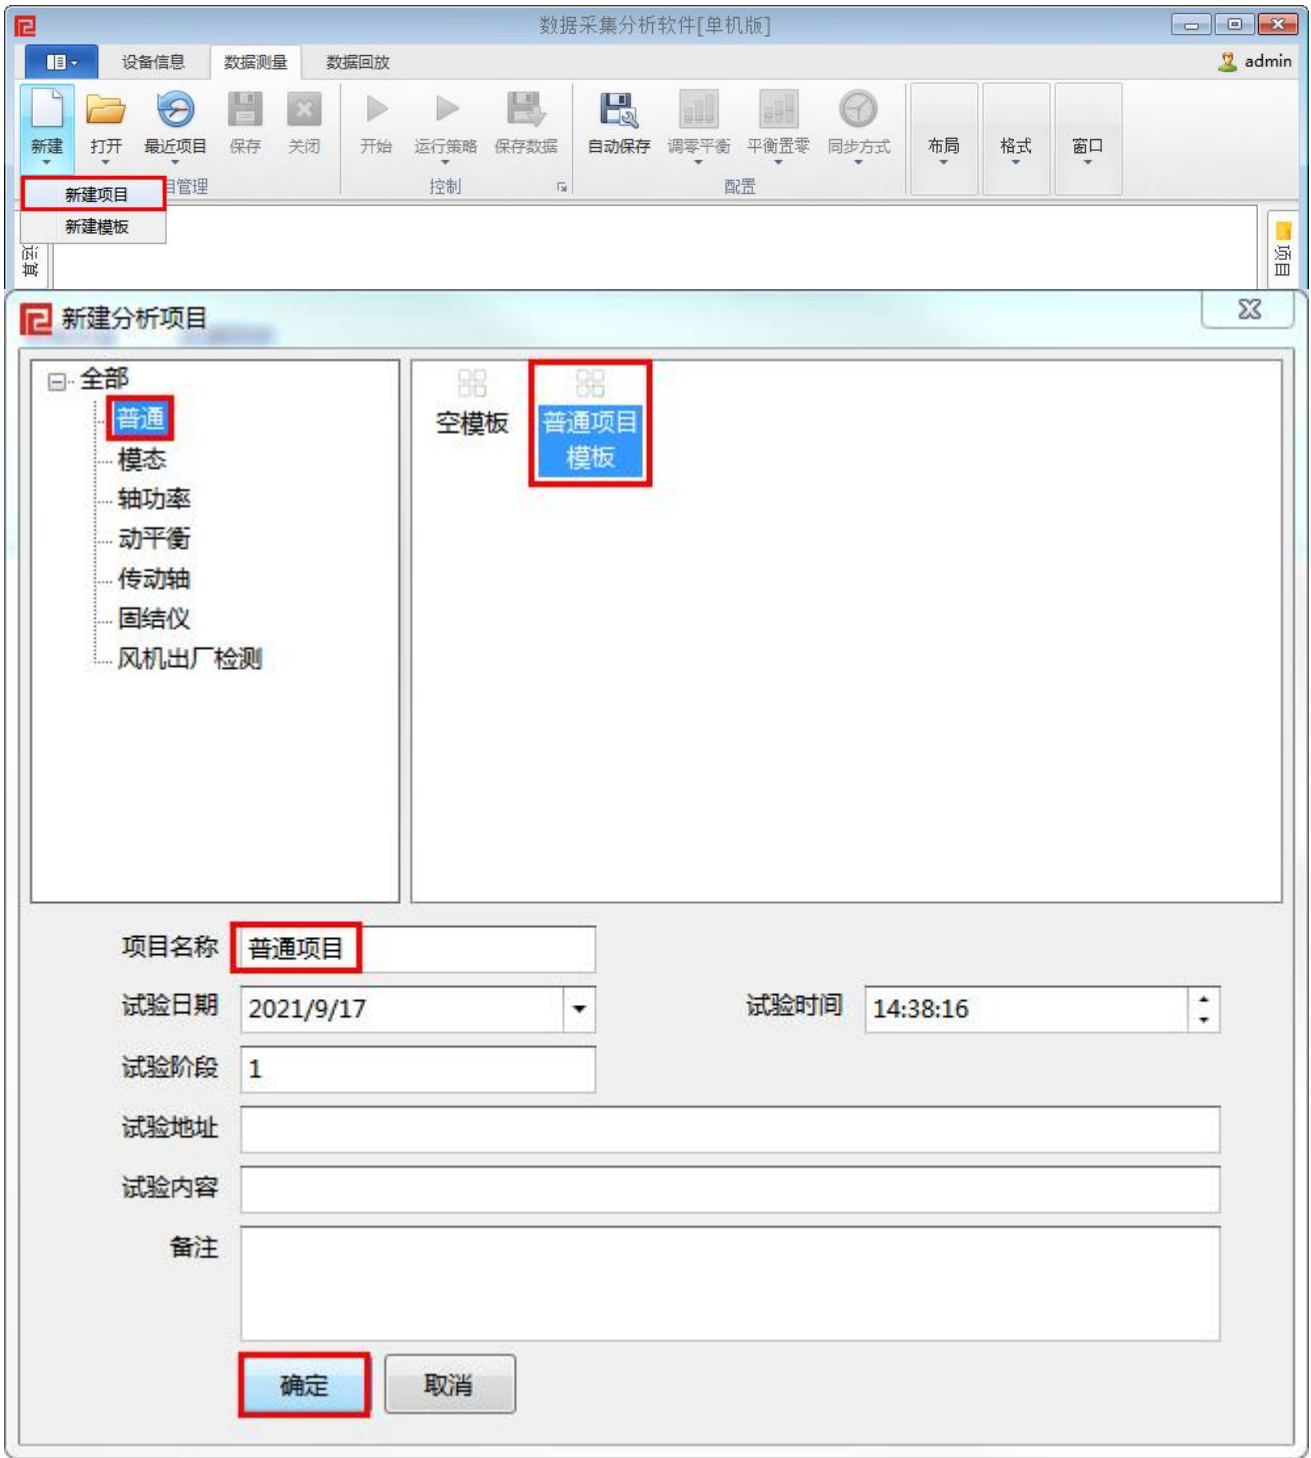 数据采集分析软件[单机版]
设备信息 数据测量 数据回放 admin
新建 打开 最近项目 保存 关闭 开始 运行策略 保存数据 自动保存 调零平衡 平衡置零 同步方式 布局 格式 窗口
新建项目 目管理 控制 配置
新建模板
运算
项目
新建分析项目
全部
普通
模态
轴功率
动平衡
传动轴
固结仪
风机出厂检测
空模板
普通项目
模板
项目名称 普通项目
试验日期 2021/9/17 试验时间 14:38:16
试验阶段 1
试验地址
试验内容
备注
确定 取消